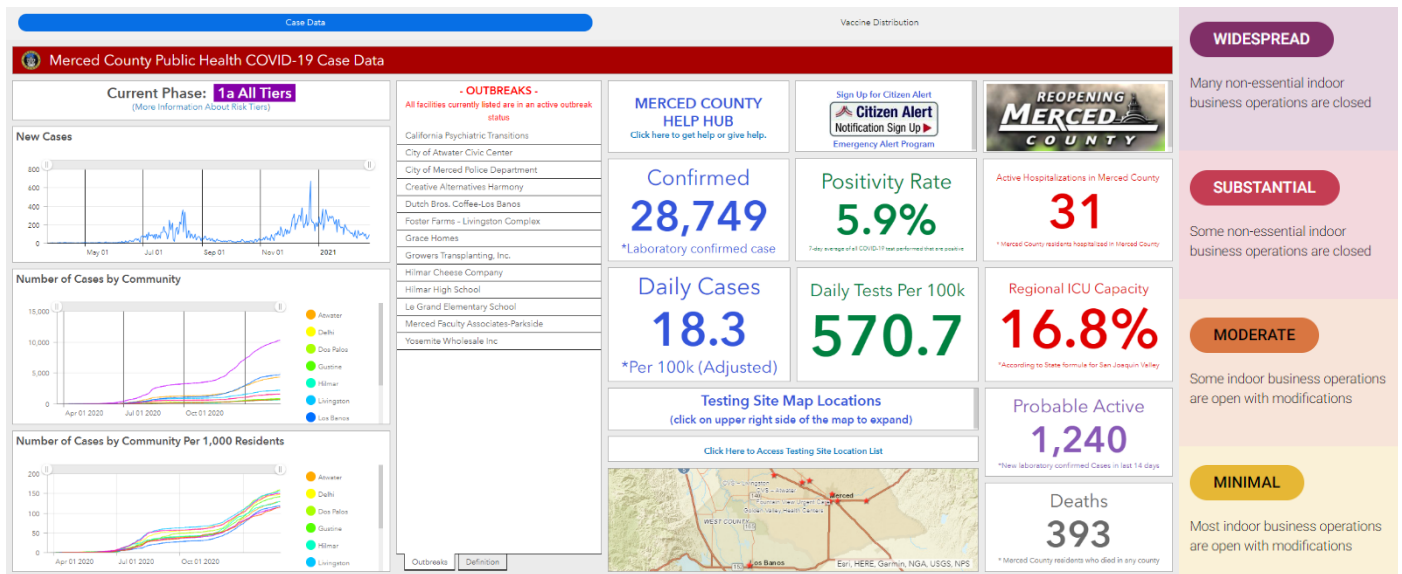 Case Data
Vaccine Distribution
Merced County Public Health COVID-19 Case Data
Current Phase: 1a All Tiers
(More Information About Risk Tiers)
New Cases
800
600
400
200
0
May 01
Jul 01
Sep 01
Nov 01
2021
Number of Cases by Community
15,000
10,000
5,000
0
Apr 01 2020
Jul 01 2020
Oct 01 2020
Atwater
Delhi
Dos Palos
Gustine
Hilmar
Livingston
Los Banos
Number of Cases by Community Per 1,000 Residents
200
150
100
50
0
Apr 01 2020
Jul 01 2020
Oct 01 2020
Atwater
Delhi
Dos Palos
Gustine
Hilmar
Livingston
- OUTBREAKS -
All facilities currently listed are in an active outbreak
status
California Psychiatric Transitions
City of Atwater Civic Center
City of Merced Police Department
Creative Alternatives Harmony
Dutch Bros. Coffee-Los Banos
Foster Farms - Livingston Complex
Grace Homes
Growers Transplanting, Inc.
Hilmar Cheese Company
Hilmar High School
Le Grand Elementary School
Merced Faculty Associates-Parkside
Yosemite Wholesale Inc
Outbreaks
Definition
MERCED COUNTY
HELP HUB
Click here to get help or give help.
Sign Up for Citizen Alert
Citizen Alert
Notification Sign Up
Emergency Alert Program
REOPENING
MERCED
COUNTY
Confirmed
28,749
*Laboratory confirmed case
Positivity Rate
5.9%
7-day average of all COVID-19 test performed that are positive
Active Hospitalizations in Merced County
31
* Merced County residents hospitalized in Merced County
Daily Cases
18.3
*Per 100k (Adjusted)
Daily Tests Per 100k
570.7
Regional ICU Capacity
16.8%
*According to State formula for San Joaquin Valley
Testing Site Map Locations
(click on upper right side of the map to expand)
Click Here to Access Testing Site Location List
CVS - Livingston
CVS - Atwater
140
Merced
Fountain View Urgent Care
Golden Valley Health Centers
WEST COUNTY
152
Los Banos
Esri, HERE, Garmin, NGA, USGS, NPS
Probable Active
1,240
*New laboratory confirmed Cases in last 14 days
Deaths
393
* Merced County residents who died in any county
WIDESPREAD
Many non-essential indoor
business operations are closed
SUBSTANTIAL
Some non-essential indoor
business operations are closed
MODERATE
Some indoor business operations
are open with modifications
MINIMAL
Most indoor business operations
are open with modifications